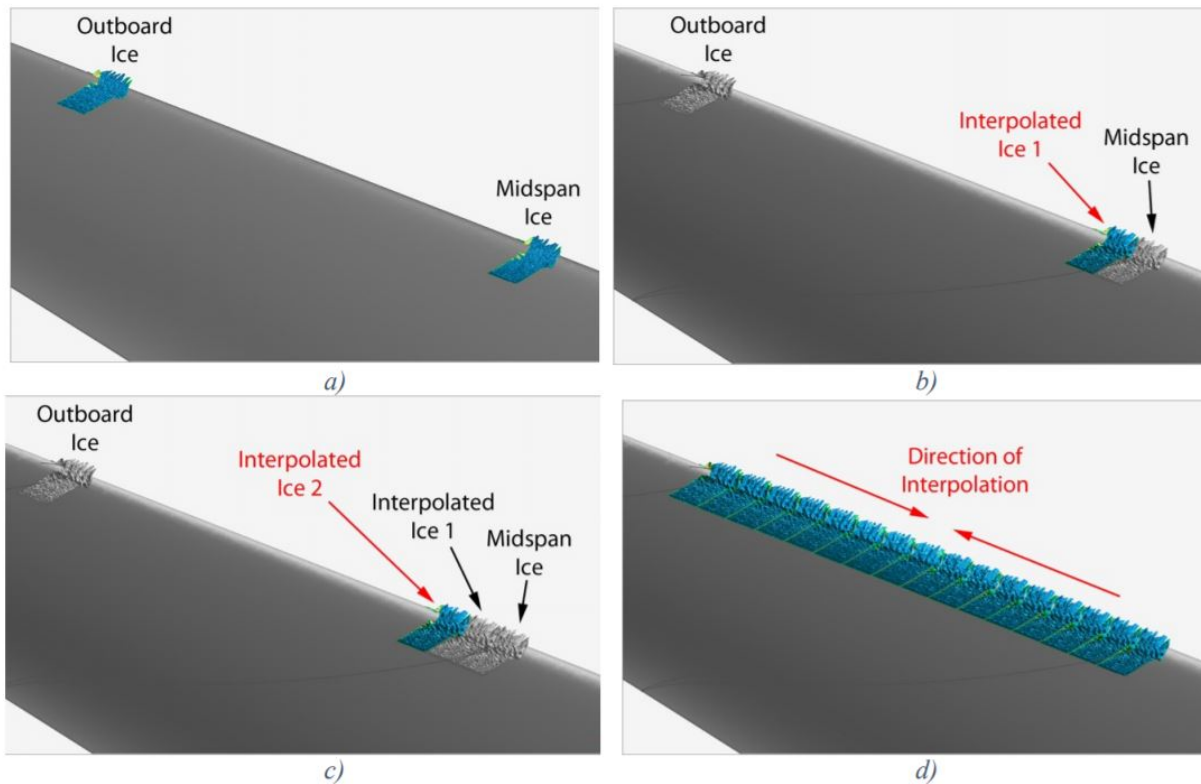 Outboard
Ice
Midspan
Ice
a)
Outboard
Ice
Interpolated
Ice 1
Midspan
Ice
b)
Outboard
Ice
Interpolated
Ice 2
Interpolated
Ice 1
Midspan
Ice
c)
Direction of
Interpolation
d)